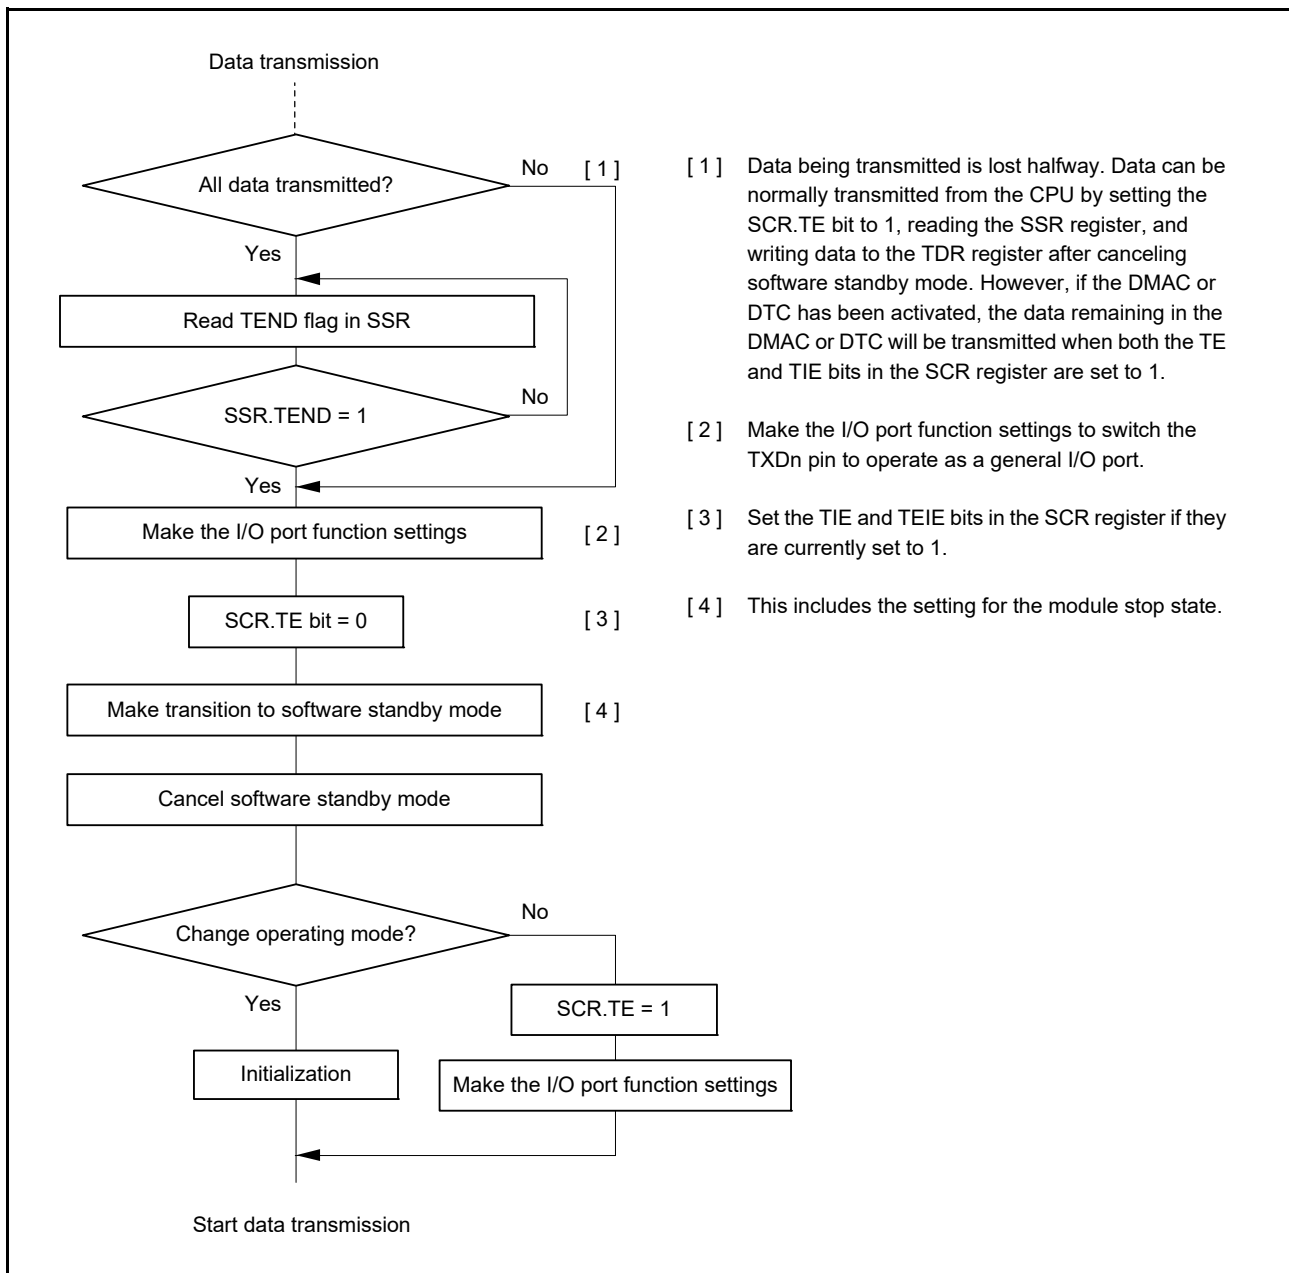 Data transmission
All data transmitted?
No
[ 1 ]
Yes
Read TEND flag in SSR
SSR.TEND = 1
No
Yes
Make the I/O port function settings
[ 2 ]
SCR.TE bit = 0
[ 3 ]
Make transition to software standby mode
[ 4 ]
Cancel software standby mode
Change operating mode?
No
Yes
SCR.TE = 1
Initialization
Make the I/O port function settings
Start data transmission
[ 1 ] Data being transmitted is lost halfway. Data can be
normally transmitted from the CPU by setting the
SCR.TE bit to 1, reading the SSR register, and
writing data to the TDR register after canceling
software standby mode. However, if the DMAC or
DTC has been activated, the data remaining in the
DMAC or DTC will be transmitted when both the TE
and TIE bits in the SCR register are set to 1.
[ 2 ] Make the I/O port function settings to switch the
TXDn pin to operate as a general I/O port.
[ 3 ] Set the TIE and TEIE bits in the SCR register if they
are currently set to 1.
[ 4 ] This includes the setting for the module stop state.